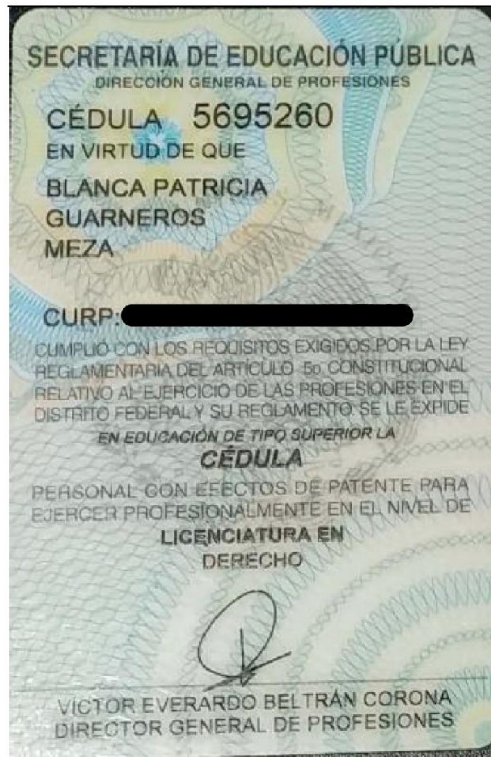 SECRETARÍA DE EDUCACIÓN PÚBLICA
DIRECCIÓN GENERAL DE PROFESIONES
CÉDULA 5695260
EN VIRTUD DE QUE
BLANCA PATRICIA
GUARNEROS
MEZA
CURP:
CUMPLIO CON LOS REQUISITOS EXIGIDOS POR LA LEY
REGLAMENTARIA DEL ARTÍCULO 5o CONSTITUCIONAL
RELATIVO AL EJERCICIO DE LAS PROFESIONES EN EL
DISTRITO FEDERAL Y SU REGLAMENTO SE LE EXPIDE
EN EDUCACIÓN DE TIPO SUPERIOR LA
CÉDULA
PERSONAL CON EFECTOS DE PATENTE PARA
EJERCER PROFESIONALMENTE EN EL NIVEL DE
LICENCIATURA EN
DERECHO
VICTOR EVERARDO BELTRÁN CORONA
DIRECTOR GENERAL DE PROFESIONES